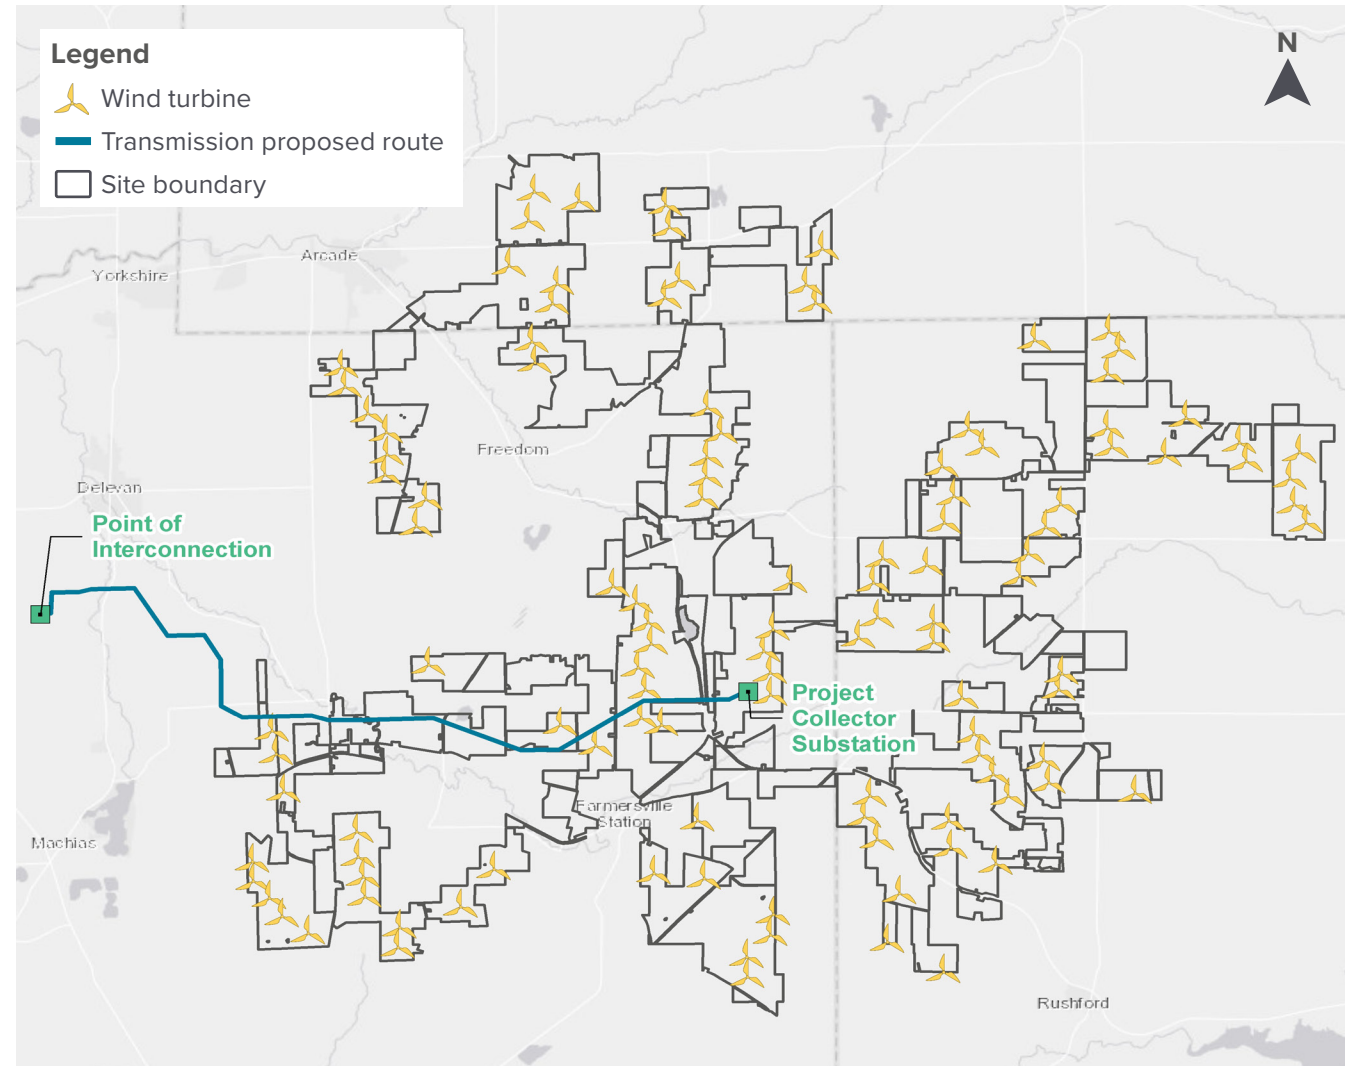 Legend
Wind turbine
Transmission proposed route
Site boundary
N
Arcade
Yorkshire
Freedom
Delevan
Point of
Interconnection
Project
Collector
Substation
Farmersville
Station
Machias
Rushford